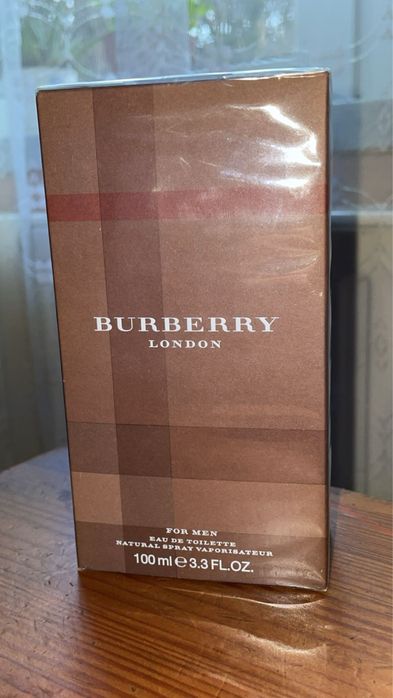 BURBERRY
LONDON
FOR MEN
EAU DE TOILETTE
NATURAL SPRAY VAPORISATEUR
100 ml ℮ 3.3 FL.OZ.